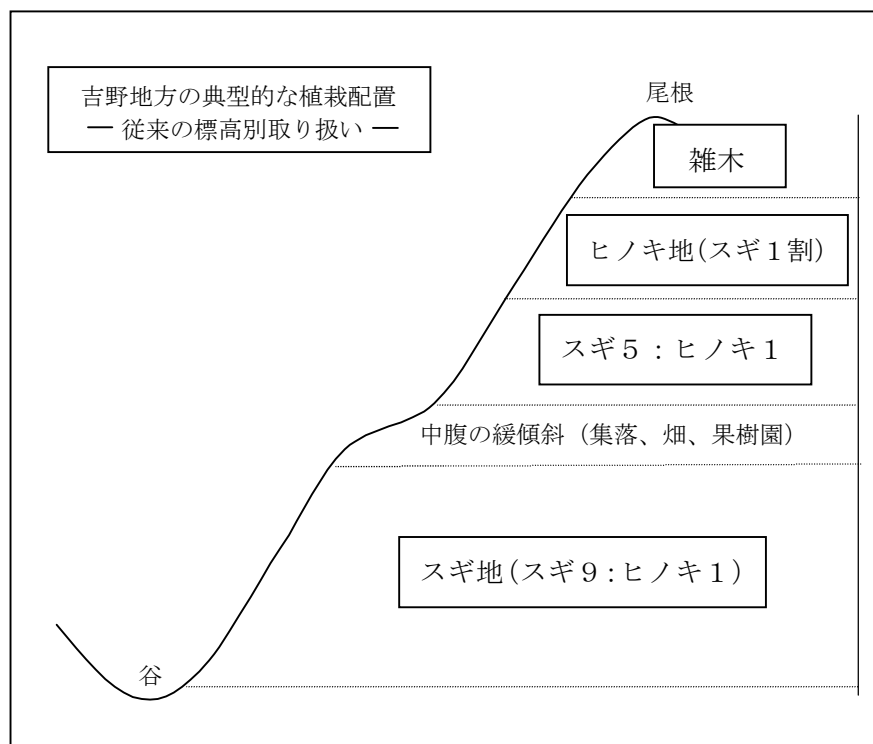 吉野地方の典型的な植栽配置
― 従来の標高別取り扱い ―
尾根
雑木
ヒノキ地(スギ１割)
スギ５：ヒノキ１
中腹の緩傾斜（集落、畑、果樹園）
スギ地(スギ９:ヒノキ１)
谷